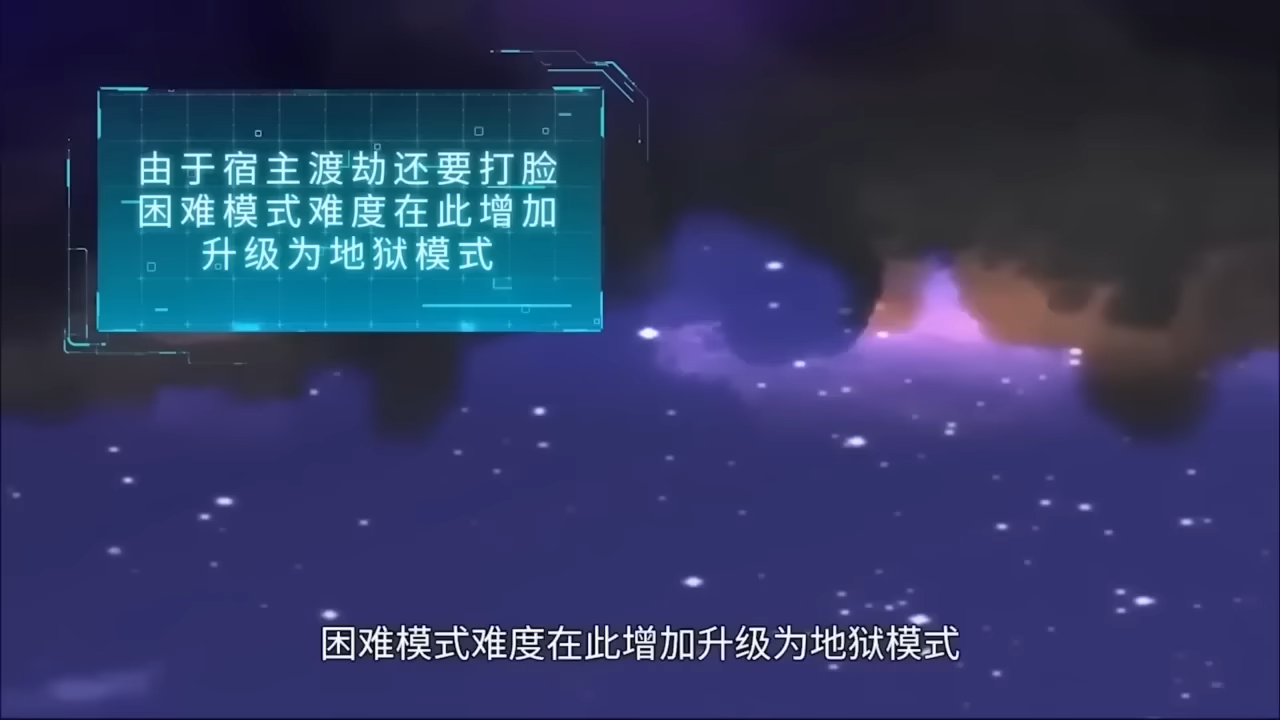 由于宿主渡劫还要打脸
困难模式难度在此增加
升级为地狱模式
困难模式难度在此增加升级为地狱模式